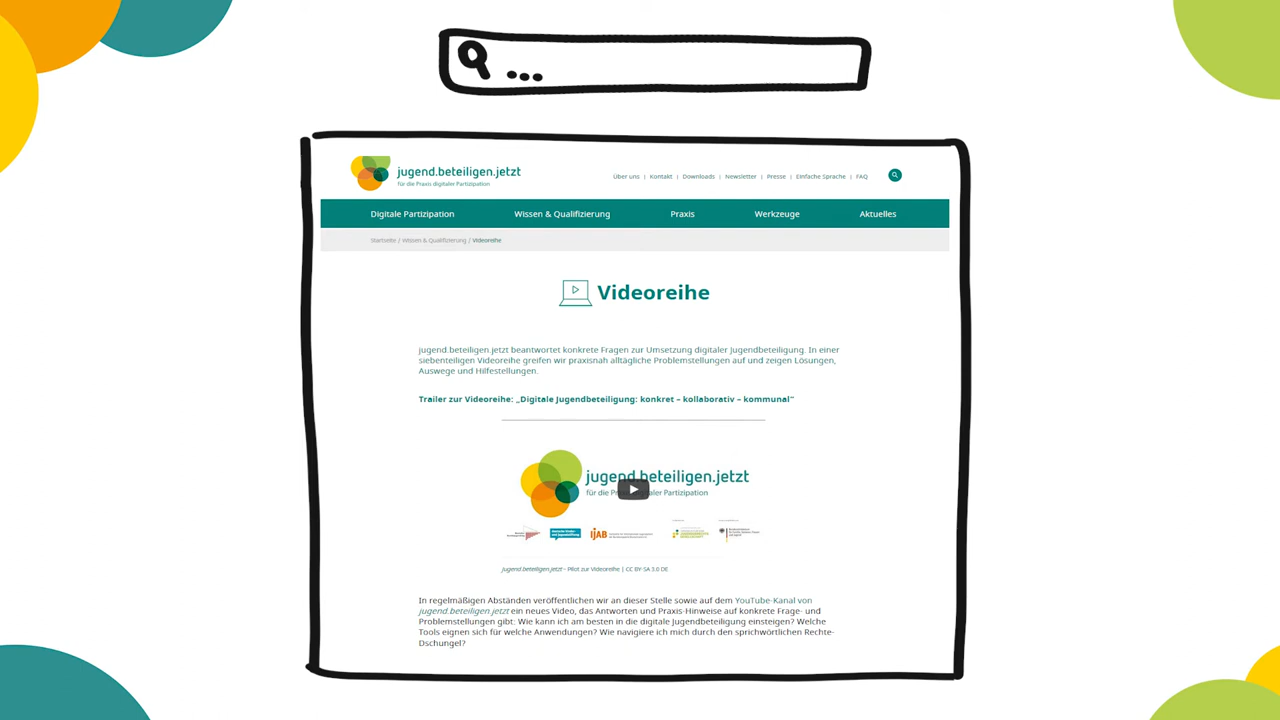 ...
jugend.beteiligen.jetzt
für die Praxis digitaler Partizipation
Über uns | Kontakt | Downloads | Newsletter | Presse | Einfache Sprache | FAQ
Digitale Partizipation Wissen & Qualifizierung Praxis Werkzeuge Aktuelles
Startseite / Wissen & Qualifizierung / Videoreihe
Videoreihe
jugend.beteiligen.jetzt beantwortet konkrete Fragen zur Umsetzung digitaler Jugendbeteiligung. In einer
siebenteiligen Videoreihe greifen wir praxisnah alltägliche Problemstellungen auf und zeigen Lösungen,
Auswege und Hilfestellungen.
Trailer zur Videoreihe: „Digitale Jugendbeteiligung: konkret – kollaborativ – kommunal"
jugend.beteiligen.jetzt
für die Praxis digitaler Partizipation
IJAB
jugend.beteiligen.jetzt - Pilot zur Videoreihe | CC BY SA 3.0 DE
In regelmäßigen Abständen veröffentlichen wir an dieser Stelle sowie auf dem YouTube-Kanal von
jugend.beteiligen.jetzt ein neues Video, das Antworten und Praxis-Hinweise auf konkrete Frage- und
Problemstellungen gibt: Wie kann ich am besten in die digitale Jugendbeteiligung einsteigen? Welche
Tools eignen sich für welche Anwendungen? Wie navigiere ich mich durch den sprichwörtlichen Rechte-
Dschungel?